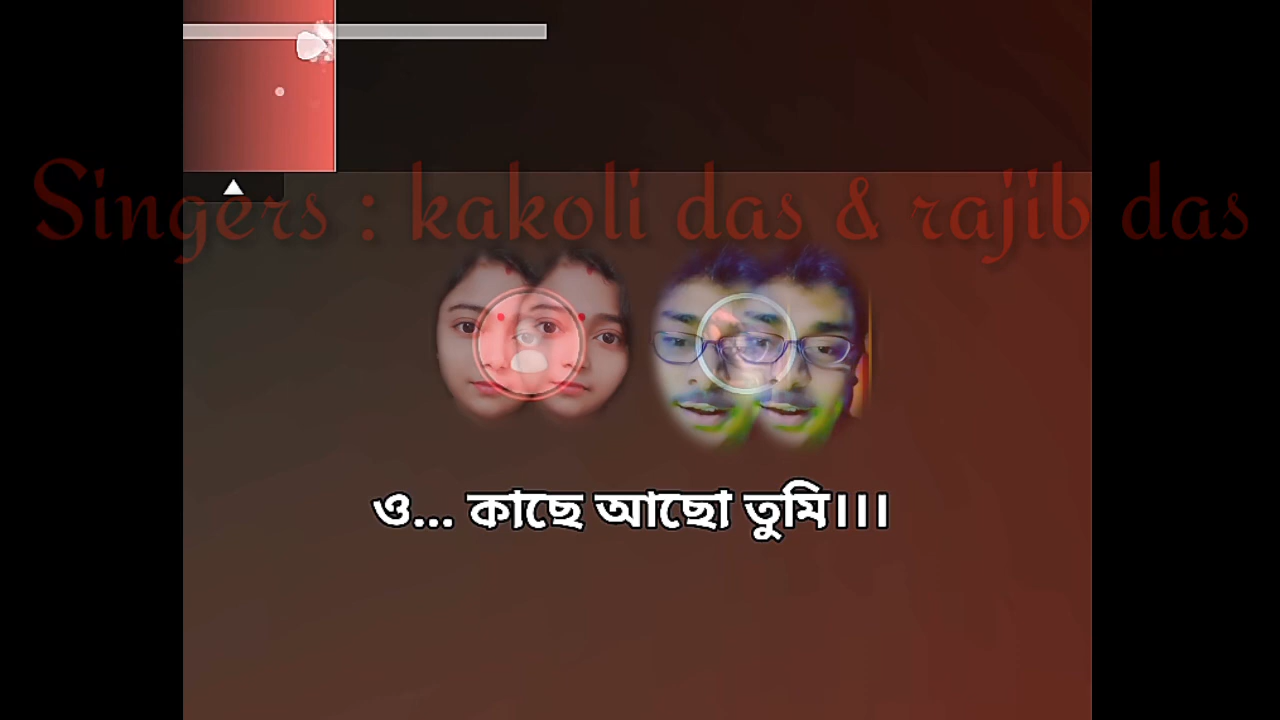 Singers : kakoli das & rajib das
ও... কাছে আছো তুমি।।।